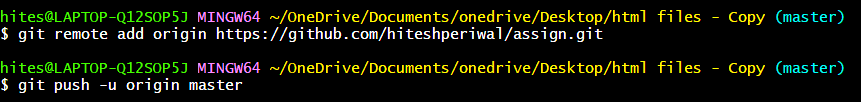 hites@LAPTOP-Q12SOP5J MINGW64 ~/OneDrive/Documents/onedrive/Desktop/html files - Copy (master)
$ git remote add origin https://github.com/hiteshperiwal/assign.git
hites@LAPTOP-Q12SOP5J MINGW64 ~/OneDrive/Documents/onedrive/Desktop/html files - Copy (master)
$ git push -u origin master